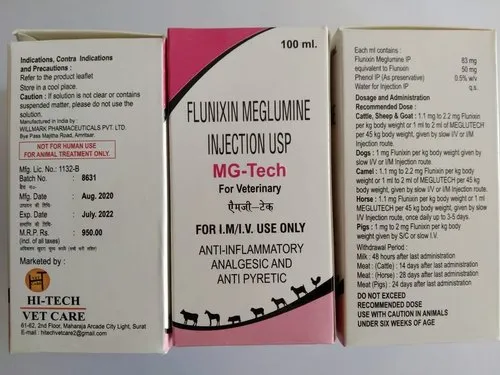 Indications, Contra Indications
and Precautions :
Refer to the product leaflet
Store in a cool place.
Caution : If solution is not clear or contains
suspended matter, please do not use the
solution.
Manufactured in India by
WILLMARK PHARMACEUTICALS PVT. LTD.
Bye Pass Majitha Road, Amritsar.
NOT FOR HUMAN USE
FOR ANIMAL TREATMENT ONLY.
Mfg. Lic. No.: 1132-B
Batch No. : 8631
बैच न०-
Mfg. Date : Aug. 2020
Exp. Date : July. 2022
M.R.P. Rs. : 950.00
(incl. of all taxes)
Marketed by :
HI-TECH
VET CARE
61-62, 2nd Floor, Maharaja Arcade City Light, Surat
E-mail : hitechvetcare2@gmail.com
100 ml.
FLUNIXIN MEGLUMINE
INJECTION USP
MG-Tech
For Veterinary
एैमजी-टेक
FOR I.M/I.V. USE ONLY
ANTI-INFLAMMATORY
ANALGESIC AND
ANTI PYRETIC
Each ml contains :
Flunixin Meglumine IP 83 mg
equivalent to Flunixin 50 mg
Phenol IP (As preservative) 0.5% w/v
Water for Injection IP q.s.
Dosage and Administration
Recommended Dose :
Cattle, Sheep & Goat : 1.1 mg to 2.2 mg Flunixin
per kg body weight or 1 ml to 2 ml of MEGLUTECH
per 45 kg body weight, given by slow I/V or I/M
Injection route.
Dogs : 1 mg Flunixin per kg body weight, given by
slow I/V or I/M Injection route.
Camel : 1.1 mg to 2.2 mg Flunixin per kg body
weight or 1 ml to 2 ml of MEGLUTECH per 45 kg
body weight, given by slow I/V or I/M Injection
route.
Horse : 1.1 mg Flunixin per kg body weight or 1 ml
MEGLUTECH per 45 kg body weight, given by slow
I/V Injection route, once daily up to 3-5 days.
Pigs : 1 mg to 2 mg Flunixin per kg body weight
given by S/C or slow I.V.
Withdrawal Period :
Milk : 48 hours after last administration
Meat : (Cattle) : 14 days after last administration
Meat (Horse) : 28 days after last administration
Meat (Pigs) : 24 days after last administration
DO NOT EXCEED
RECOMMENDED DOSE
USE WITH CAUTION IN ANIMALS
UNDER SIX WEEKS OF AGE